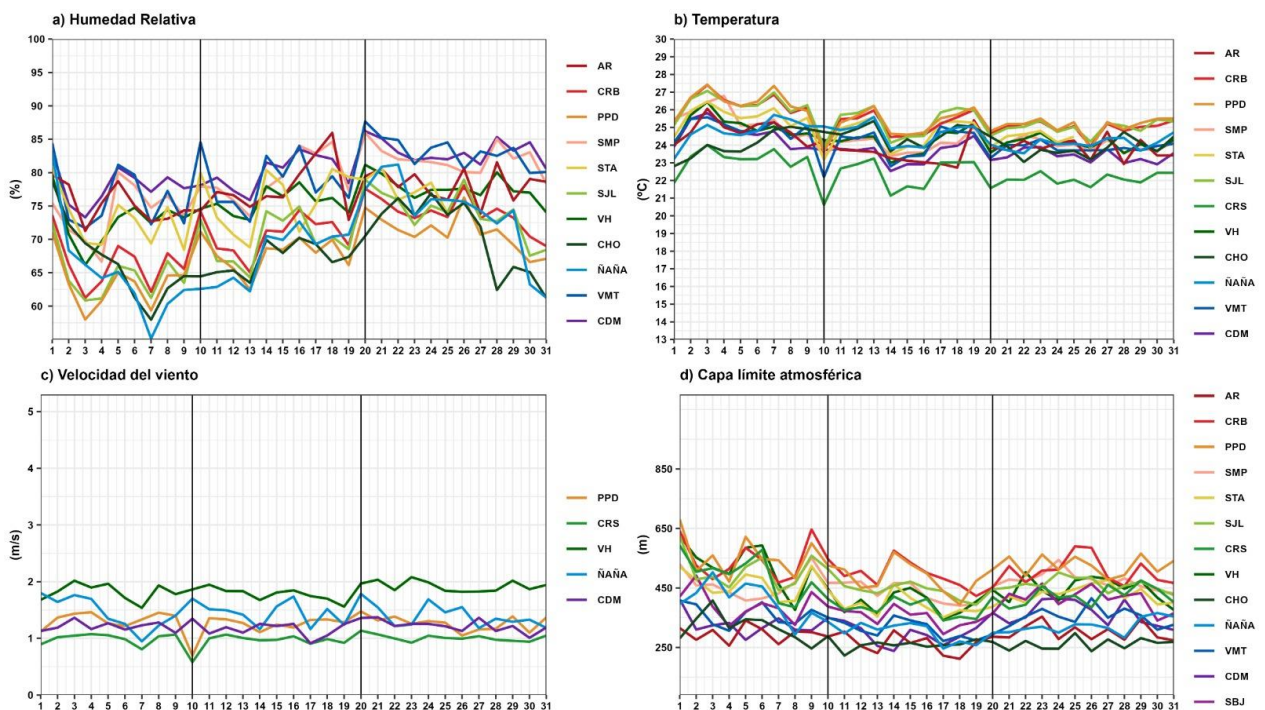 a) Humedad Relativa
100
95
90
85
80
75
70
65
60
(%)
1 2 3 4 5 6 7 8 9 10 11 12 13 14 15 16 17 18 19 20 21 22 23 24 25 26 27 28 29 30 31
AR
CRB
PPD
SMP
STA
SJL
VH
CHO
ÑAÑA
VMT
CDM
b) Temperatura
30
29
28
27
26
25
24
23
22
21
20
19
18
17
16
15
14
13
(ºC)
1 2 3 4 5 6 7 8 9 10 11 12 13 14 15 16 17 18 19 20 21 22 23 24 25 26 27 28 29 30 31
AR
CRB
PPD
SMP
STA
SJL
CRS
VH
CHO
ÑAÑA
VMT
CDM
c) Velocidad del viento
5
4
3
2
1
0
(m/s)
1 2 3 4 5 6 7 8 9 10 11 12 13 14 15 16 17 18 19 20 21 22 23 24 25 26 27 28 29 30 31
PPD
CRS
VH
ÑAÑA
CDM
d) Capa límite atmosférica
850
650
450
250
(m)
1 2 3 4 5 6 7 8 9 10 11 12 13 14 15 16 17 18 19 20 21 22 23 24 25 26 27 28 29 30 31
AR
CRB
PPD
SMP
STA
SJL
CRS
VH
CHO
ÑAÑA
VMT
CDM
SBJ